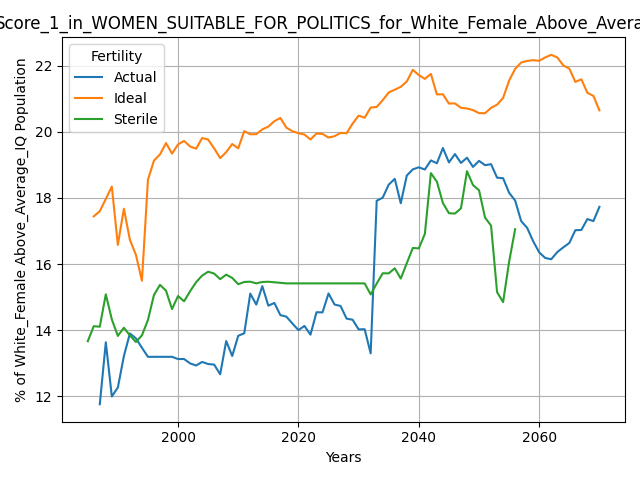 Score_1_in_WOMEN_SUITABLE_FOR_POLITICS_for_White_Female_Above_Avera
Fertility
Actual
Ideal
Sterile
% of White_Female Above_Average_IQ Population
22
20
18
16
14
12
2000 2020 2040 2060
Years